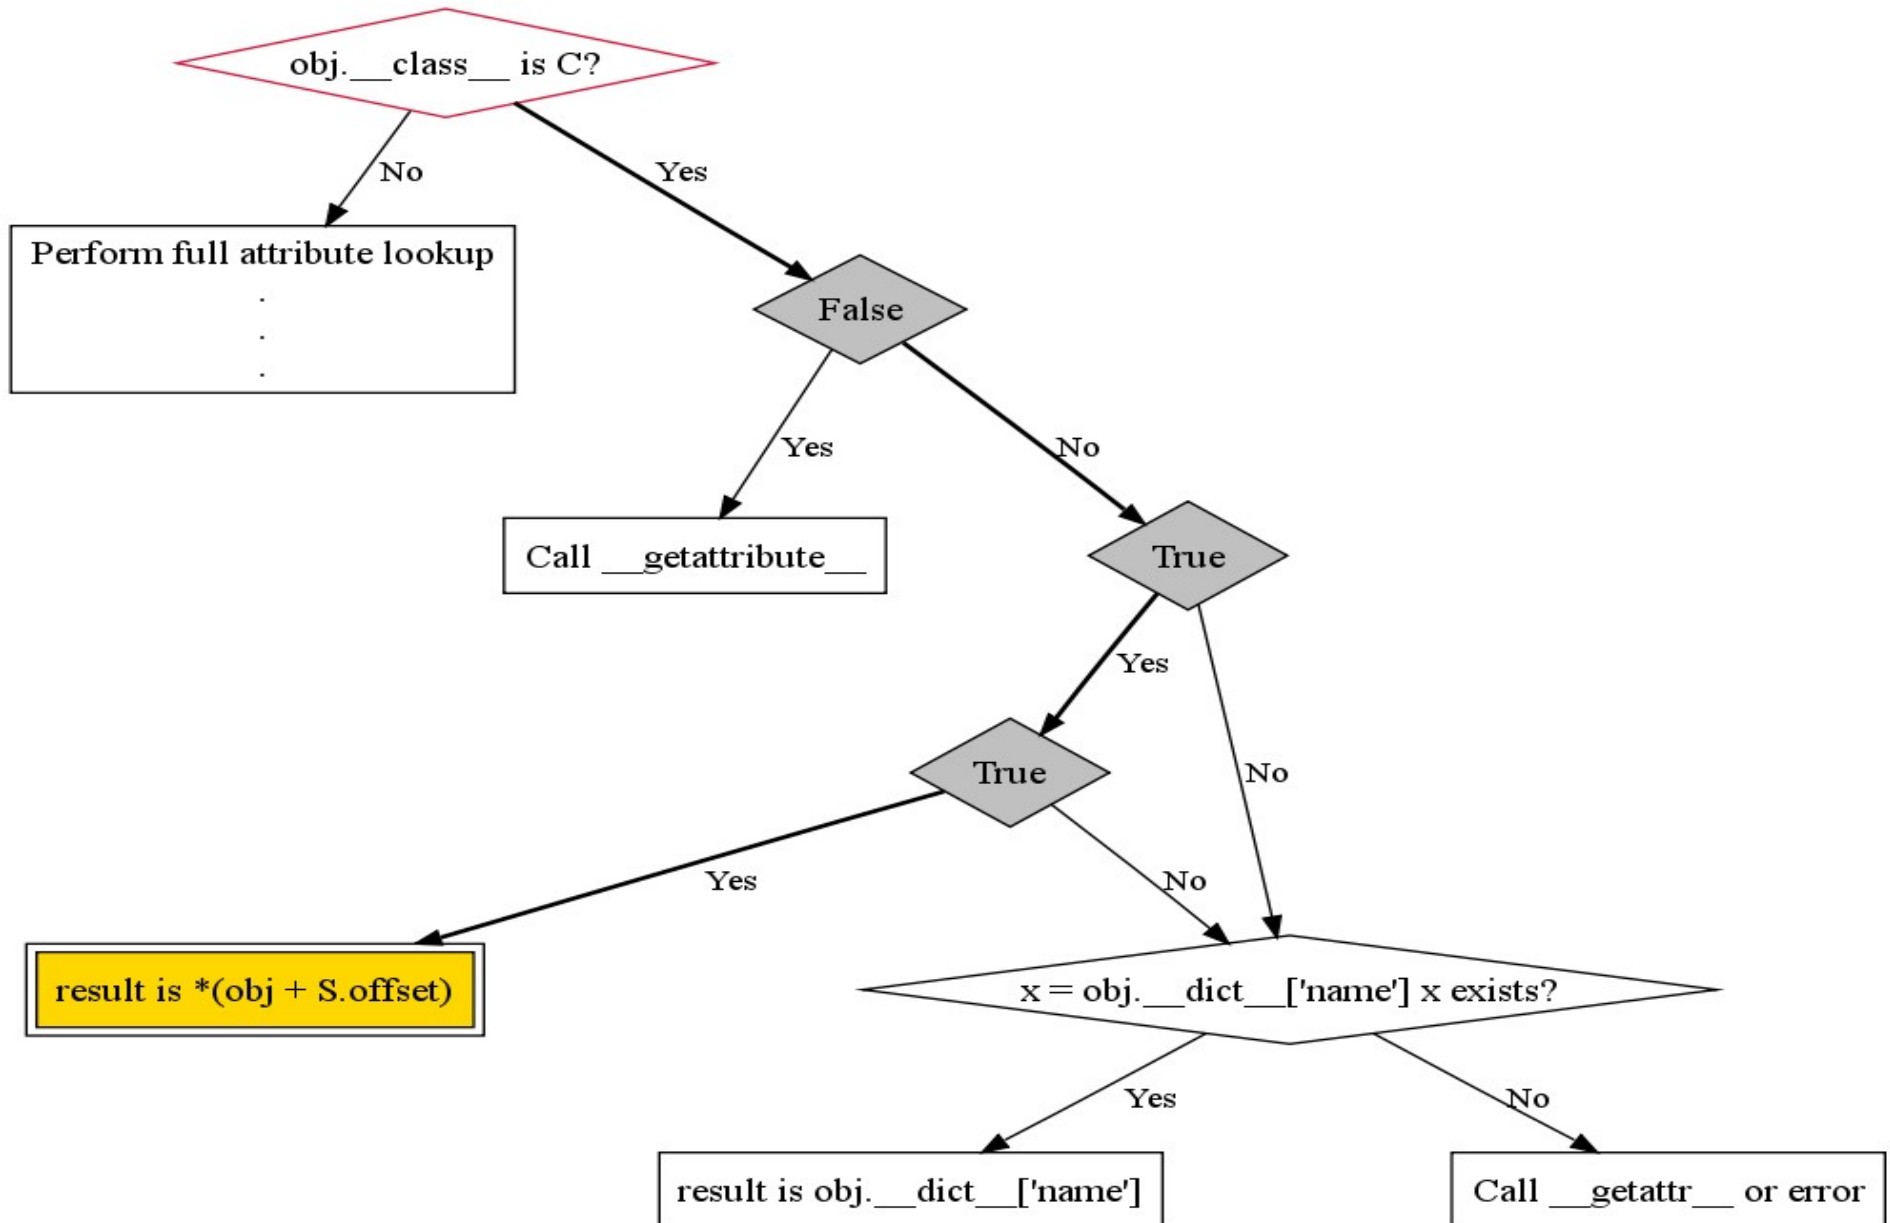 obj.__class__ is C?
No
Yes
Perform full attribute lookup
.
.
.
False
Yes
No
Call __getattribute__
True
Yes
No
True
Yes
No
result is *(obj + S.offset)
x = obj.__dict__['name'] x exists?
Yes
No
result is obj.__dict__['name']
Call __getattr__ or error